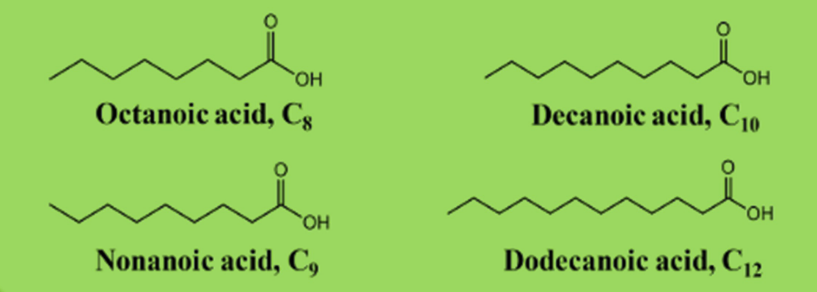 O
OH
Octanoic acid, C₈
O
OH
Decanoic acid, C₁₀
O
OH
Nonanoic acid, C₉
O
OH
Dodecanoic acid, C₁₂